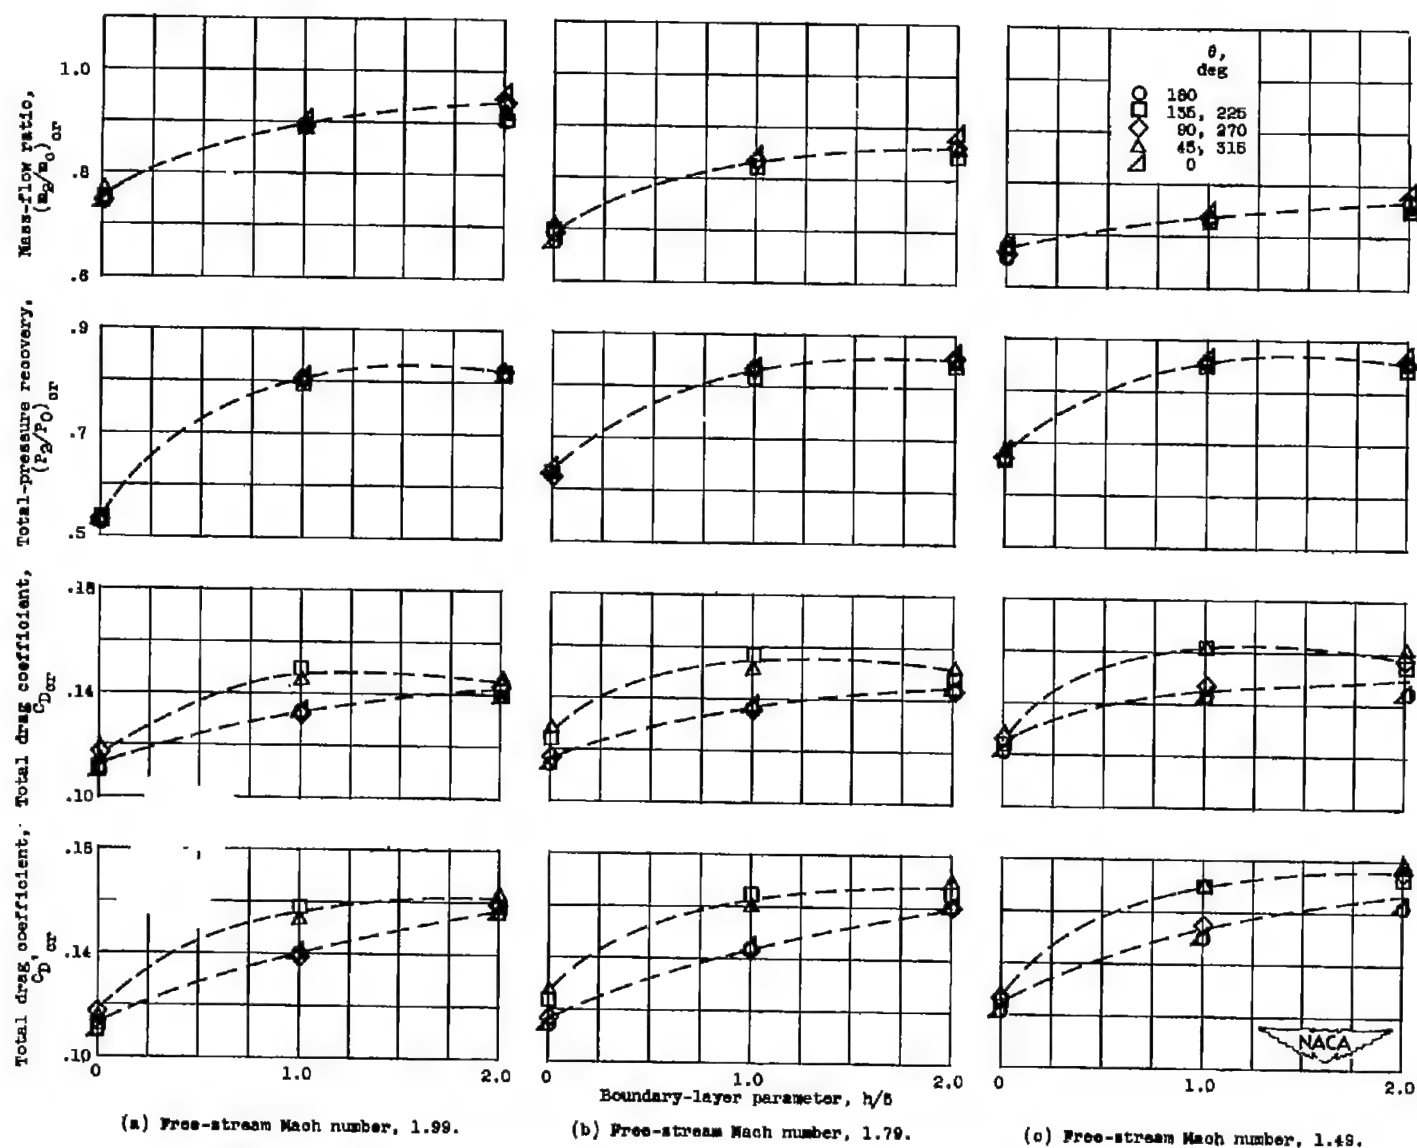 Mass-flow ratio,
(m2/m0)cr
1.0
.8
.6
θ,
deg
180
135, 225
90, 270
45, 315
0
Total-pressure recovery,
(P2/P0)cr
.9
.7
.5
Total drag coefficient,
CDcr
.18
.14
.10
Total drag coefficient,
CD'cr
.18
.14
.10
0
1.0
2.0
0
1.0
2.0
0
1.0
2.0
NACA
Boundary-layer parameter, h/δ
(a) Free-stream Mach number, 1.99.
(b) Free-stream Mach number, 1.79.
(c) Free-stream Mach number, 1.49.